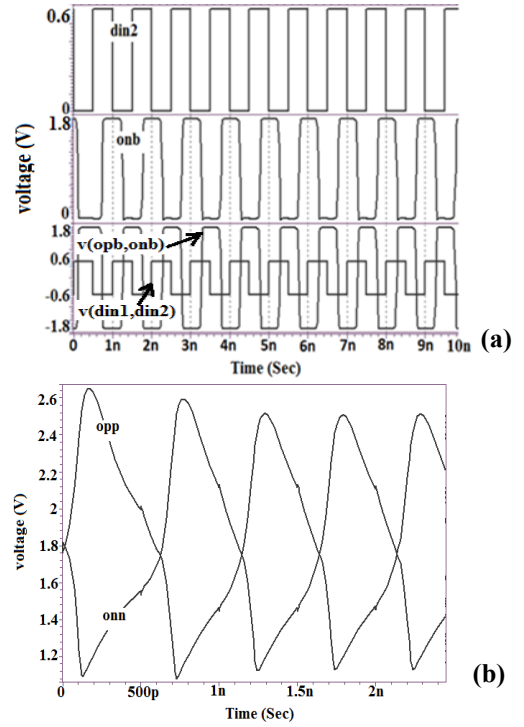 0.6
din2
0
1.8
onb
0
voltage (V)
1.8
v(opb,onb)
0.6
-0.6
v(din1,din2)
-1.8
0 1n 2n 3n 4n 5n 6n 7n 8n 9n 10n
Time (Sec)
(a)
2.6
opp
2.4
2.2
2
voltage (V)
1.8
1.6
onn
1.4
1.2
0 500p 1n 1.5n 2n
Time (Sec)
(b)